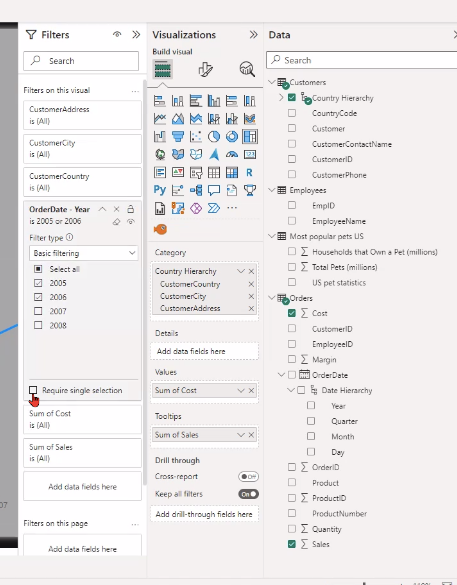 Filters
Search
Filters on this visual
...
CustomerAddress
is (All)
CustomerCity
is (All)
CustomerCountry
is (All)
OrderDate - Year
is 2005 or 2006
Filter type
Basic filtering
Select all
2005
2006
2007
2008
Require single selection
Sum of Cost
is (All)
Sum of Sales
is (All)
Add data fields here
Filters on this page
...
Add data fields here
07
Visualizations
Build visual
123
R
Py
...
Category
Country Hierarchy
CustomerCountry
CustomerCity
CustomerAddress
Details
Add data fields here
Values
Sum of Cost
Tooltips
Sum of Sales
Drill through
Cross-report
Off
Keep all filters
On
Add drill-through fields here
Data
Search
Customers
Country Hierarchy
CountryCode
Customer
CustomerContactName
CustomerID
CustomerPhone
Employees
EmpID
EmployeeName
Most popular pets US
Households that Own a Pet (millions)
Total Pets (millions)
US pet statistics
Orders
Cost
CustomerID
EmployeeID
Margin
OrderDate
Date Hierarchy
Year
Quarter
Month
Day
OrderID
Product
ProductID
ProductNumber
Quantity
Sales